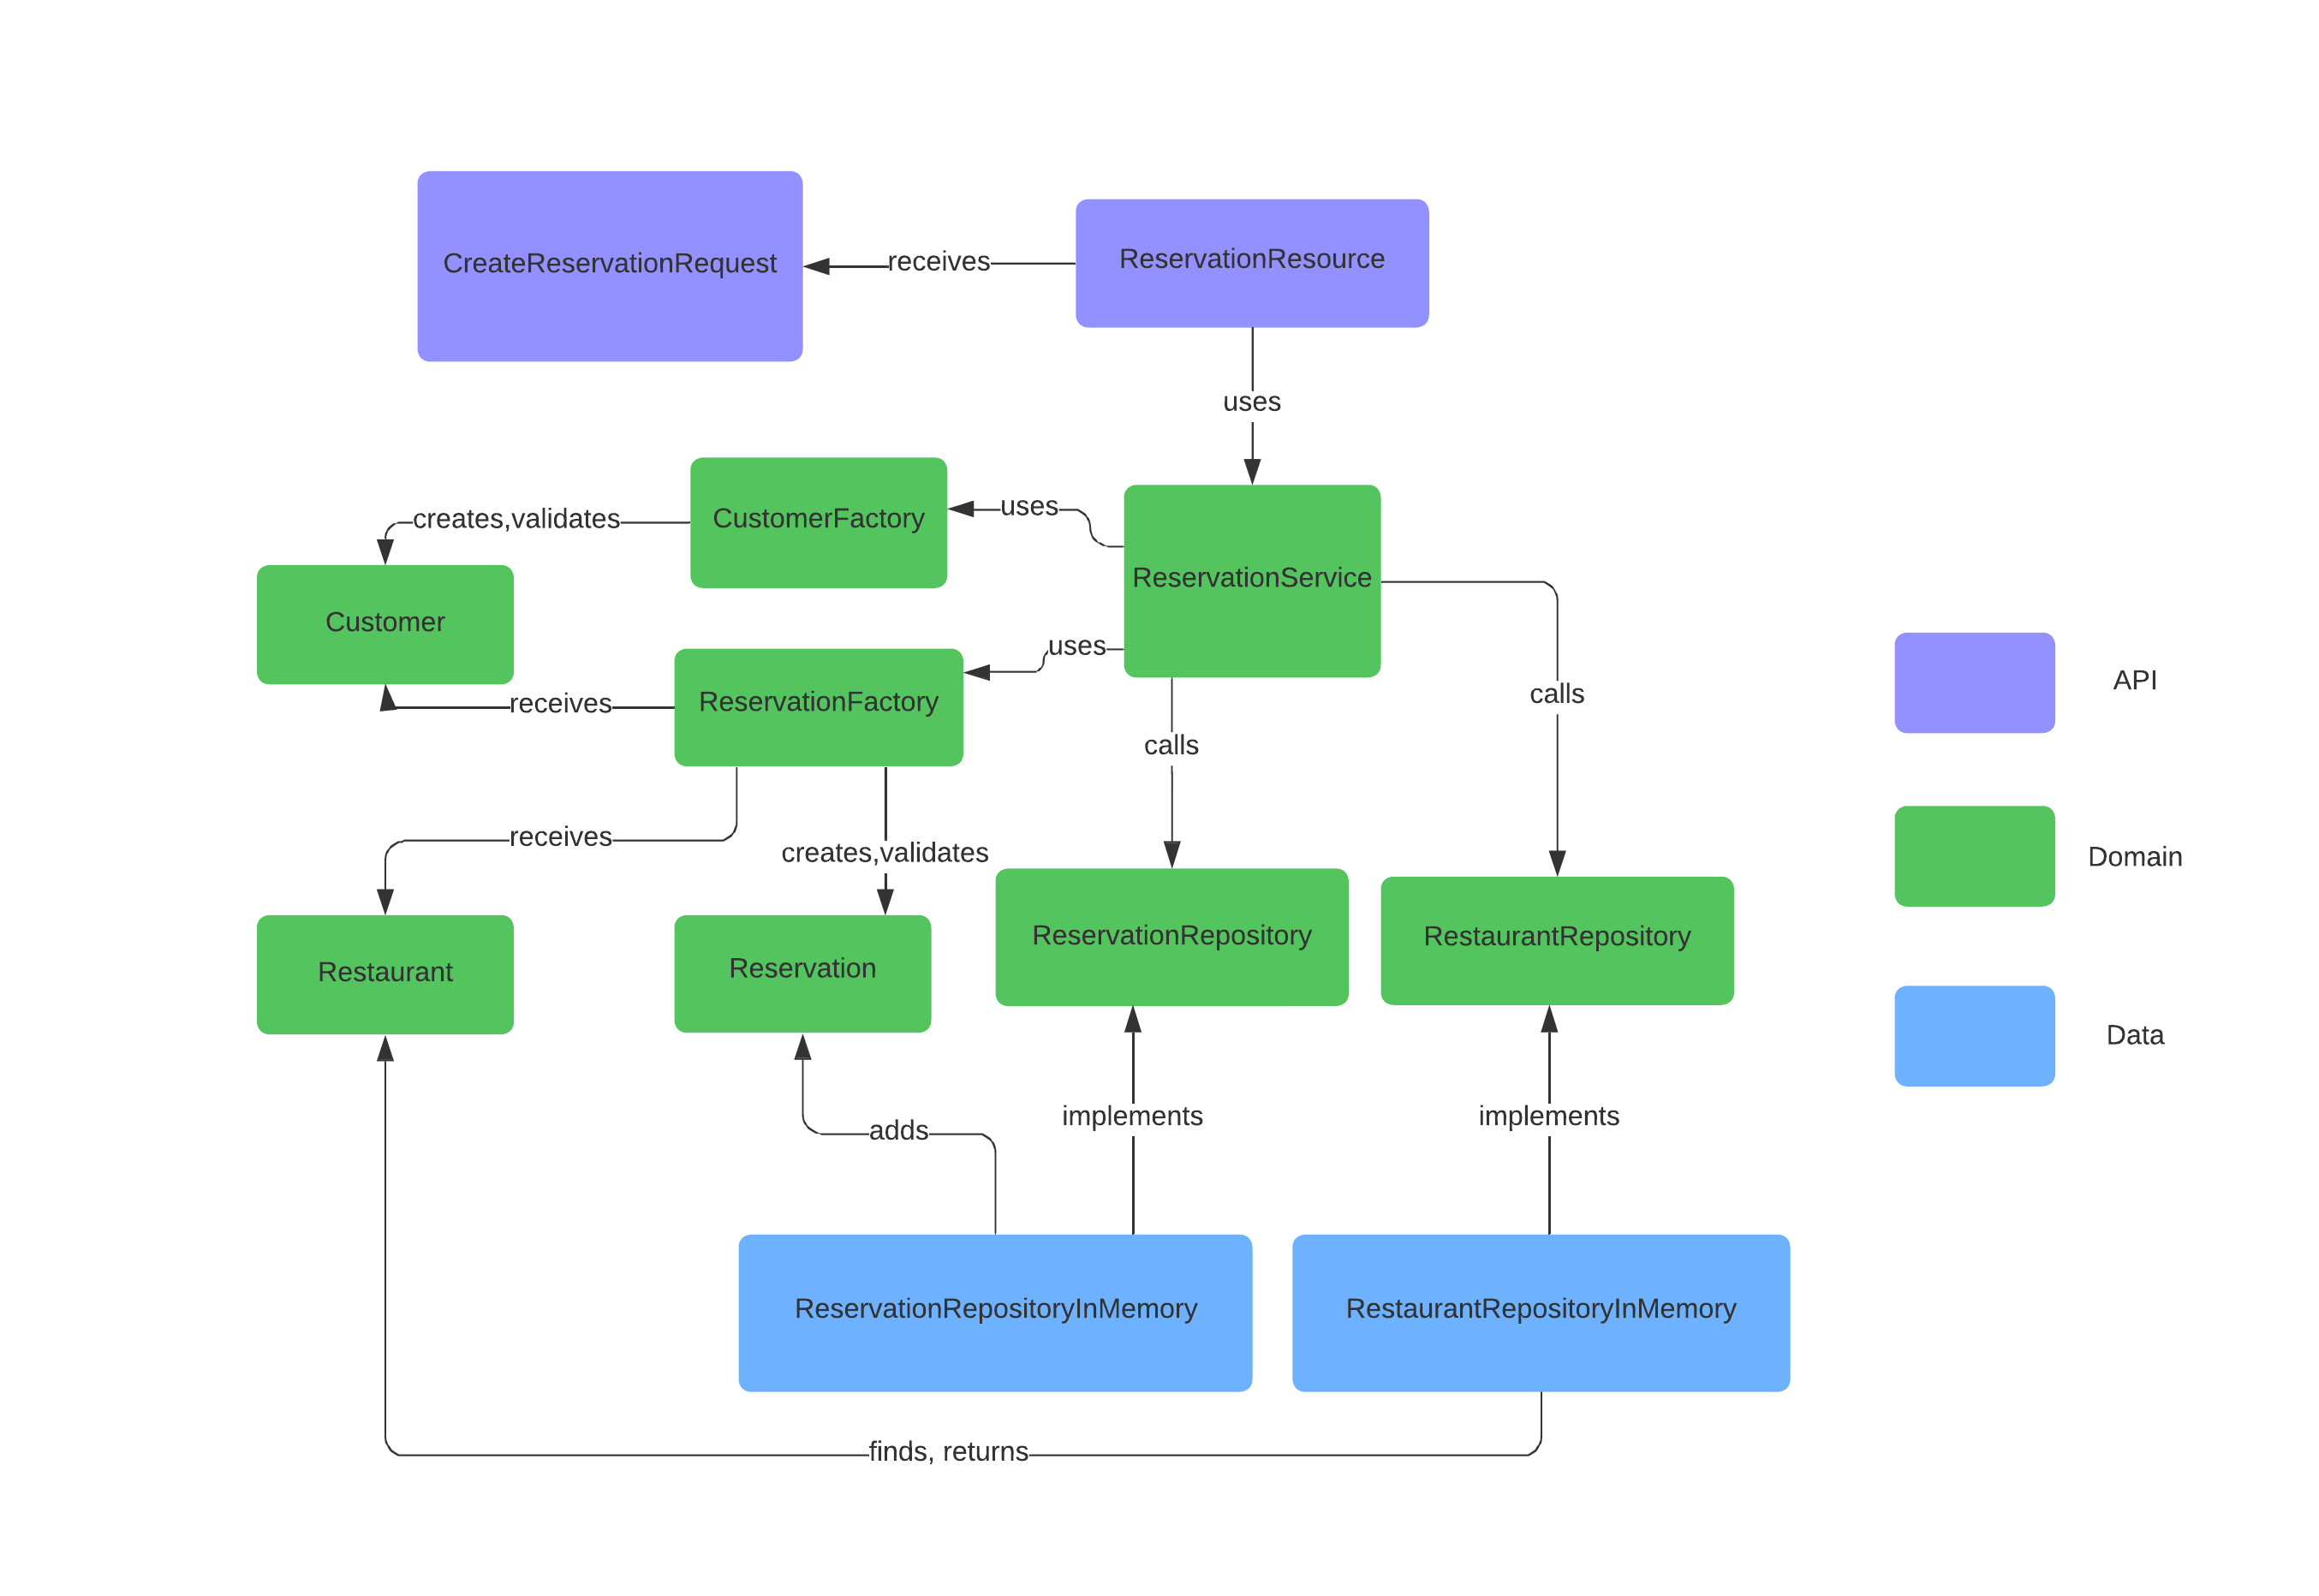 CreateReservationRequest
receives
ReservationResource
uses
CustomerFactory
uses
creates,validates
ReservationService
Customer
uses
receives
ReservationFactory
calls
calls
API
receives
creates,validates
Domain
Restaurant
Reservation
ReservationRepository
RestaurantRepository
Data
adds
implements
implements
ReservationRepositoryInMemory
RestaurantRepositoryInMemory
finds, returns